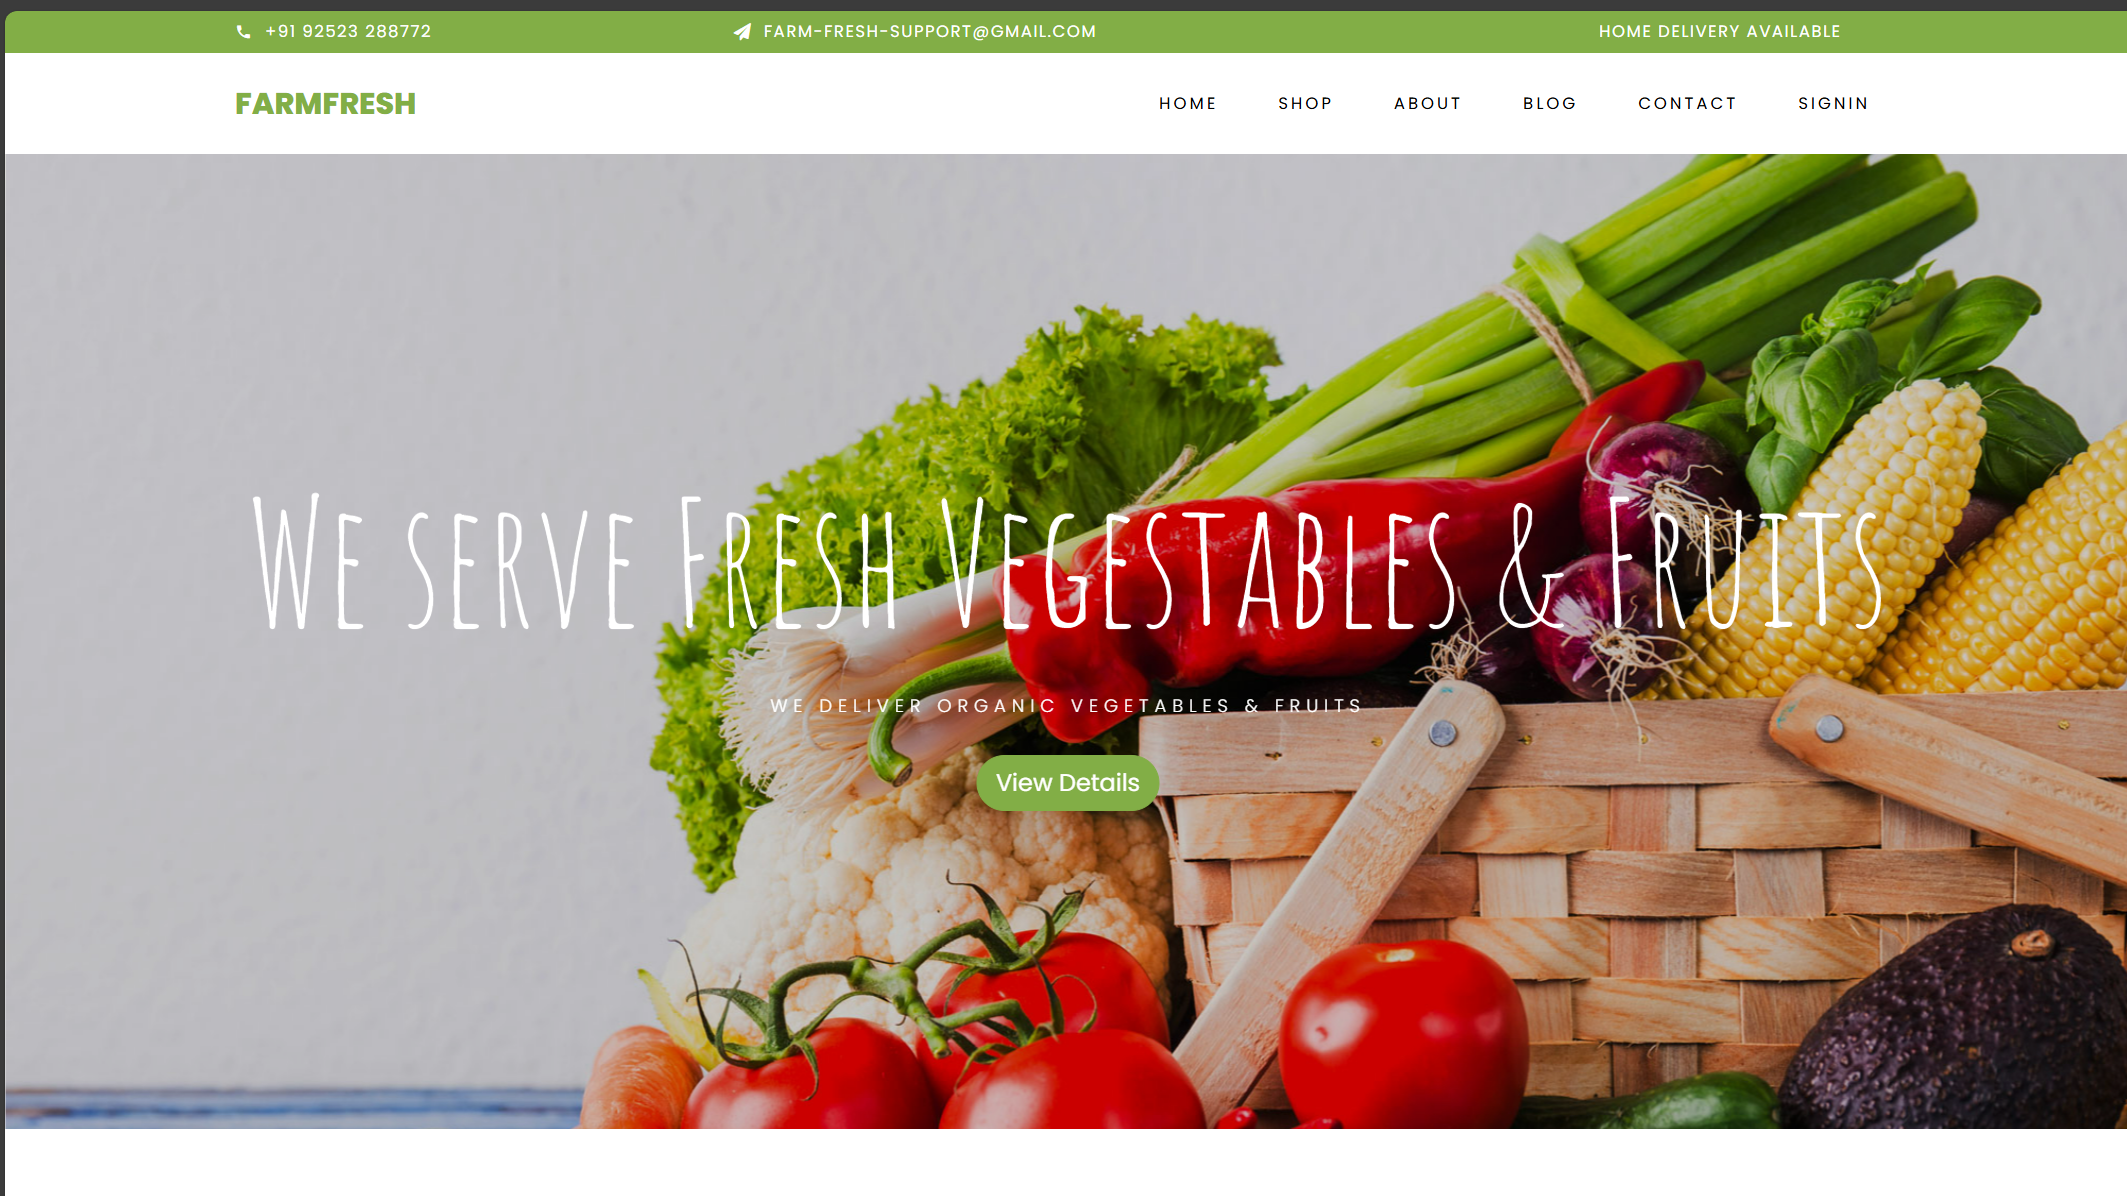 +91 92523 288772
FARM-FRESH-SUPPORT@GMAIL.COM
HOME DELIVERY AVAILABLE
FARMFRESH
HOME SHOP ABOUT BLOG CONTACT SIGNIN
We serve Fresh Vegestables & Fruits
WE DELIVER ORGANIC VEGETABLES & FRUITS
View Details